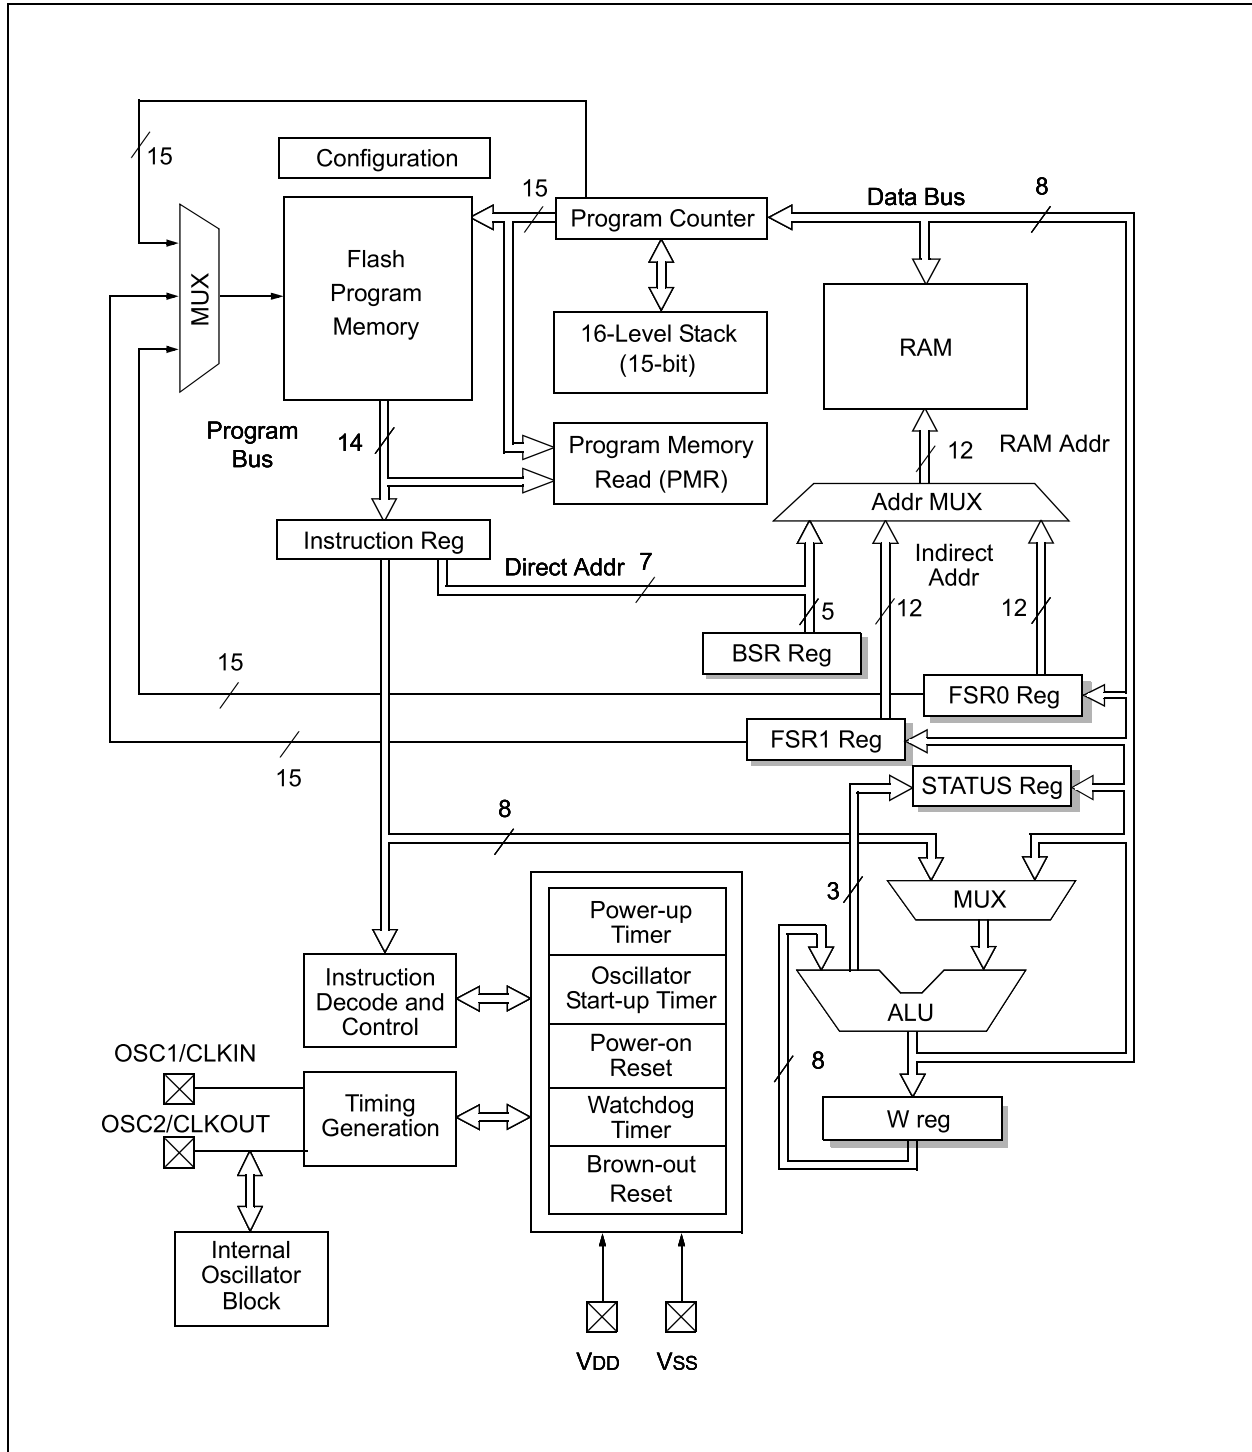 15
Configuration
15
Program Counter
Data Bus
8
Flash
Program
Memory
MUX
16-Level Stack
(15-bit)
RAM
Program
Bus
14
Program Memory
Read (PMR)
12
RAM Addr
Addr MUX
Instruction Reg
Direct Addr
7
Indirect
Addr
5
12
12
BSR Reg
15
FSR0 Reg
FSR1 Reg
15
STATUS Reg
8
3
MUX
Power-up
Timer
Instruction
Decode and
Control
Oscillator
Start-up Timer
ALU
OSC1/CLKIN
Power-on
Reset
8
OSC2/CLKOUT
Timing
Generation
Watchdog
Timer
W reg
Brown-out
Reset
Internal
Oscillator
Block
VDD
VSS